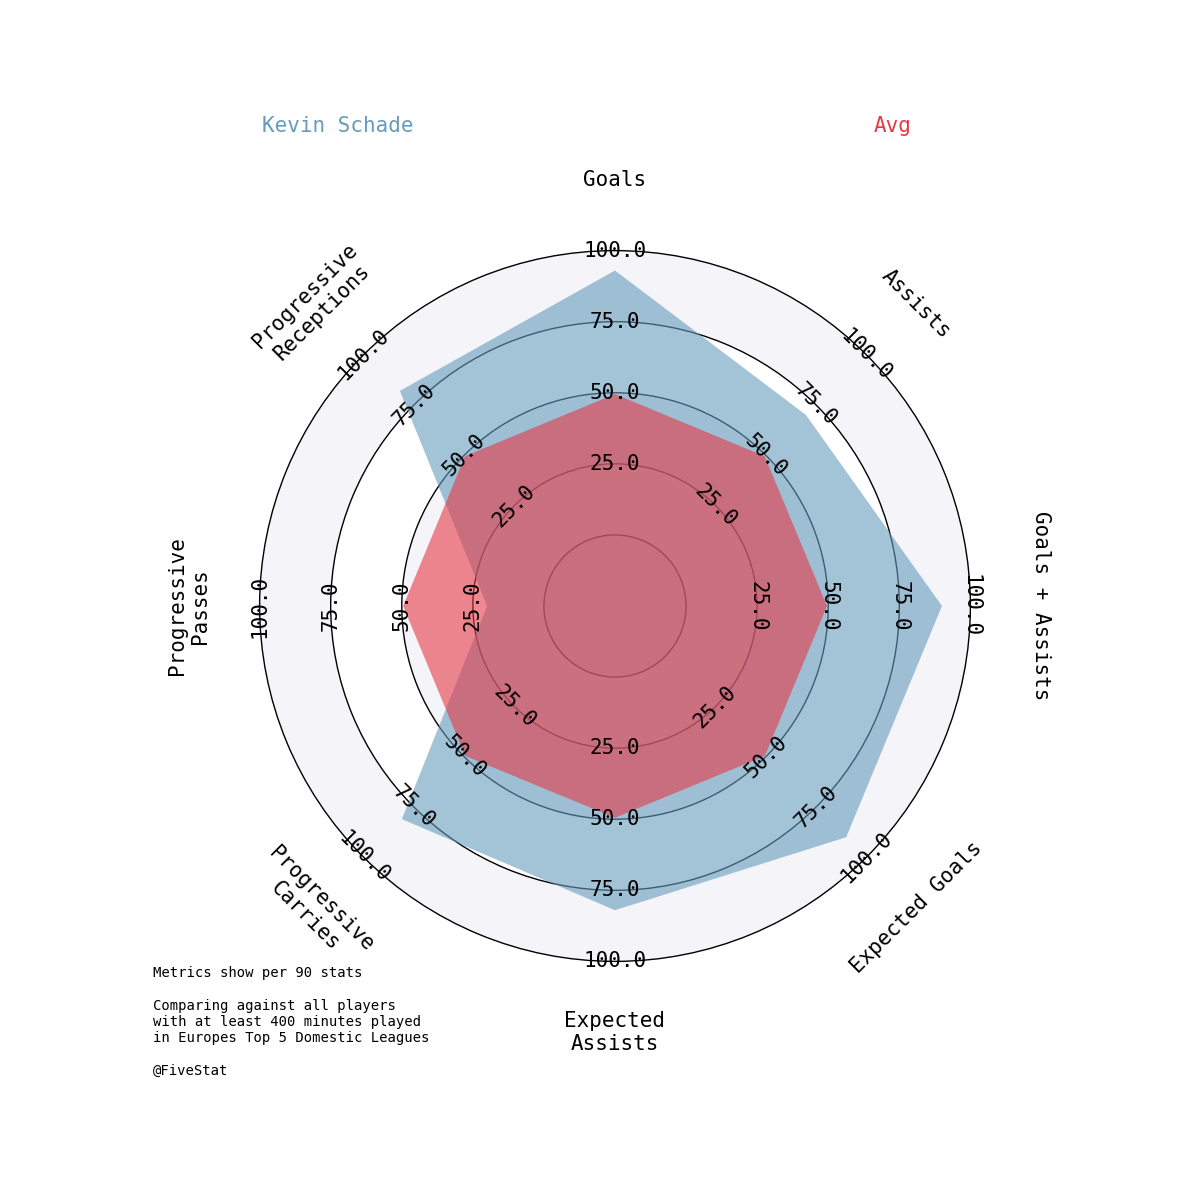 Kevin Schade
Avg
Goals
Assists
Goals + Assists
Expected Goals
Expected
Assists
Progressive
Carries
Progressive
Passes
Progressive
Receptions
25.0
50.0
75.0
100.0
25.0
50.0
75.0
100.0
25.0
50.0
75.0
100.0
25.0
50.0
75.0
100.0
25.0
50.0
75.0
100.0
25.0
50.0
75.0
100.0
25.0
50.0
75.0
100.0
25.0
50.0
75.0
100.0
Metrics show per 90 stats
Comparing against all players
with at least 400 minutes played
in Europes Top 5 Domestic Leagues
@FiveStat